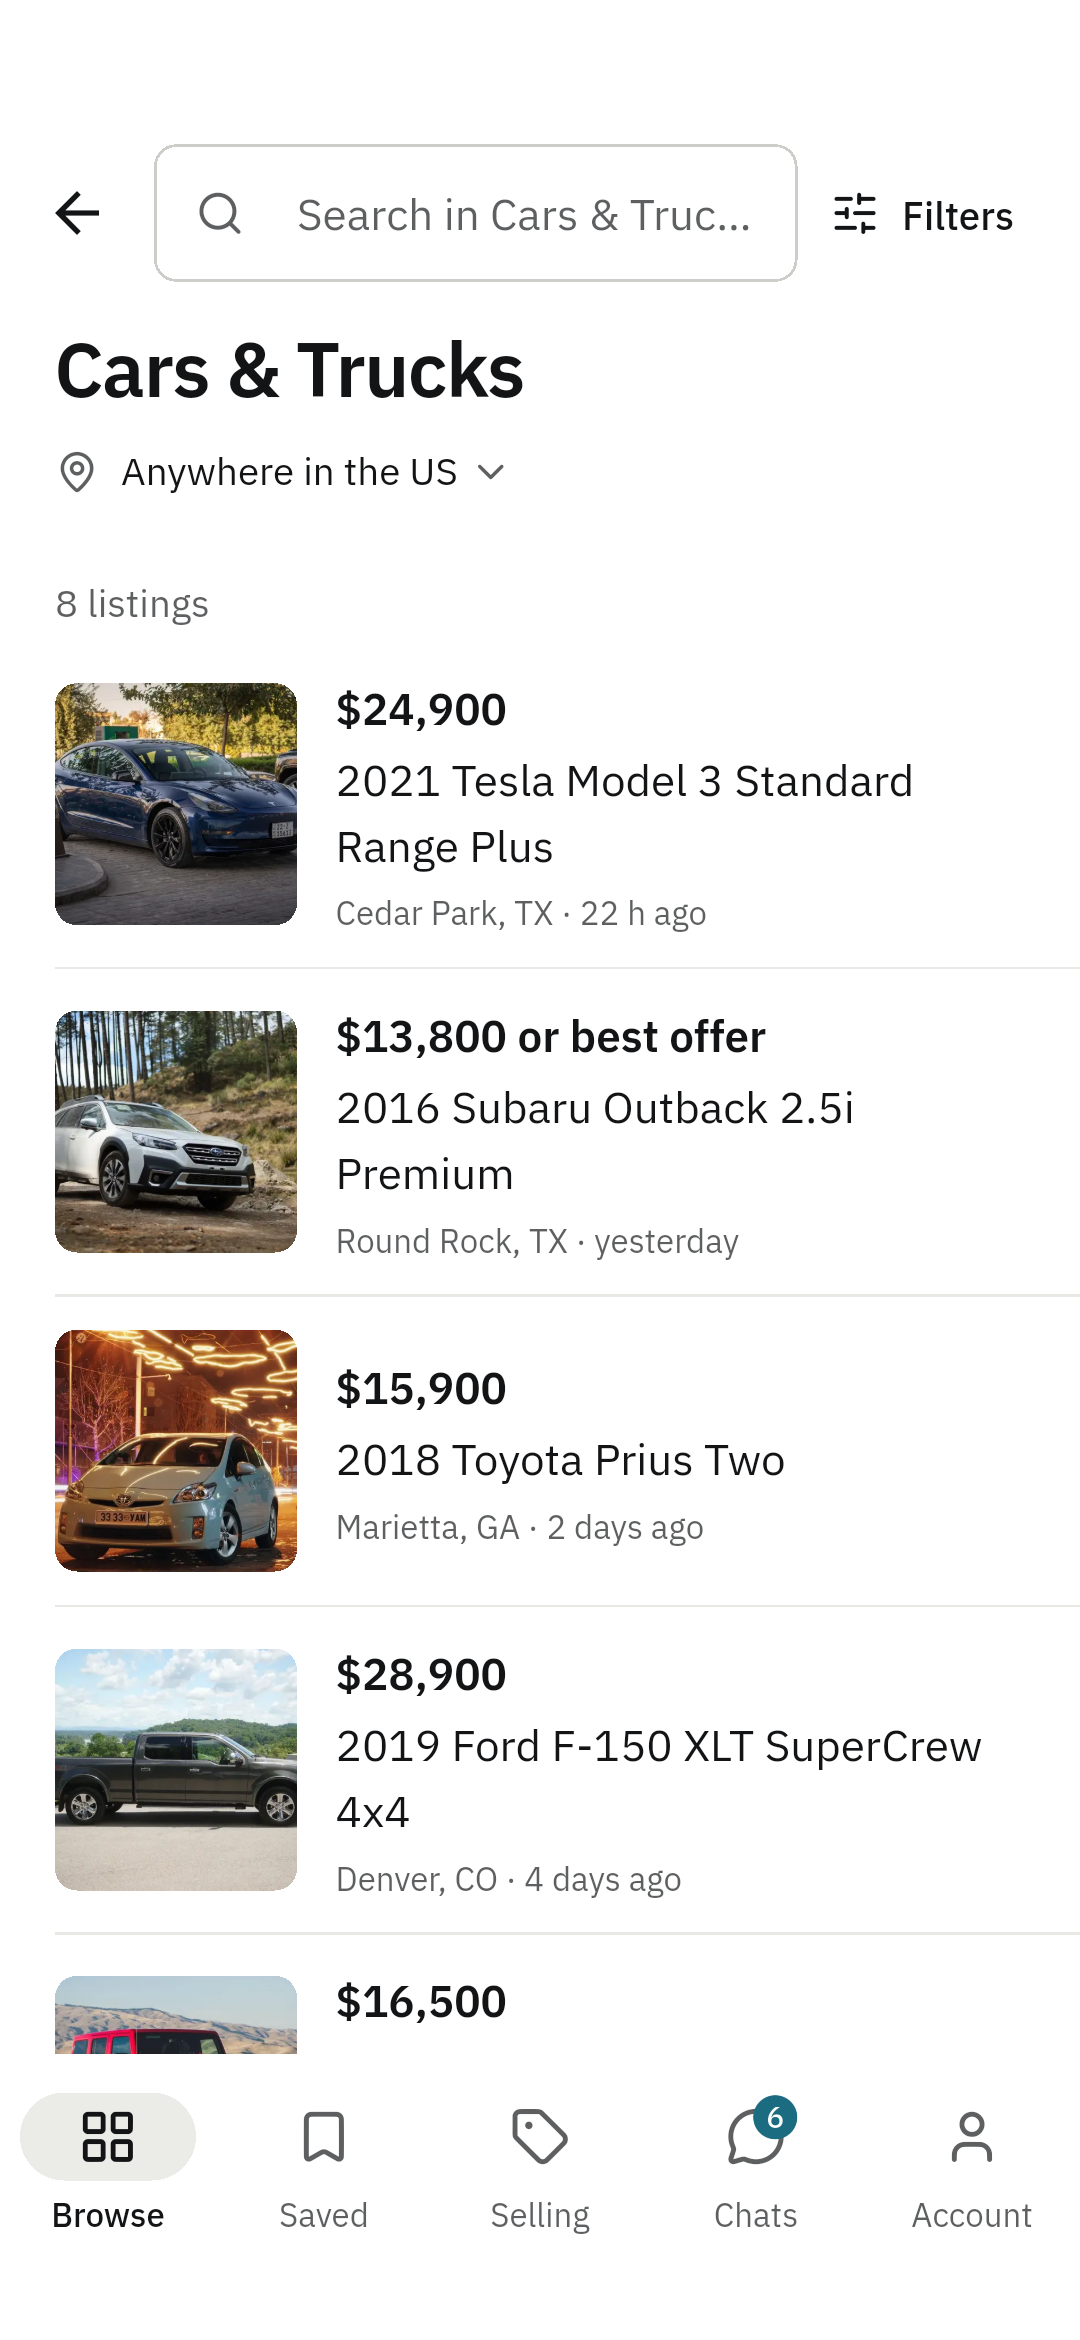 Search in Cars & Truc...
Filters
Cars & Trucks
Anywhere in the US
8 listings
$24,900
2021 Tesla Model 3 Standard
Range Plus
Cedar Park, TX · 22 h ago
$13,800 or best offer
2016 Subaru Outback 2.5i
Premium
Round Rock, TX · yesterday
33 33 YAM
$15,900
2018 Toyota Prius Two
Marietta, GA · 2 days ago
$28,900
2019 Ford F-150 XLT SuperCrew
4x4
Denver, CO · 4 days ago
$16,500
6
Browse
Saved
Selling
Chats
Account